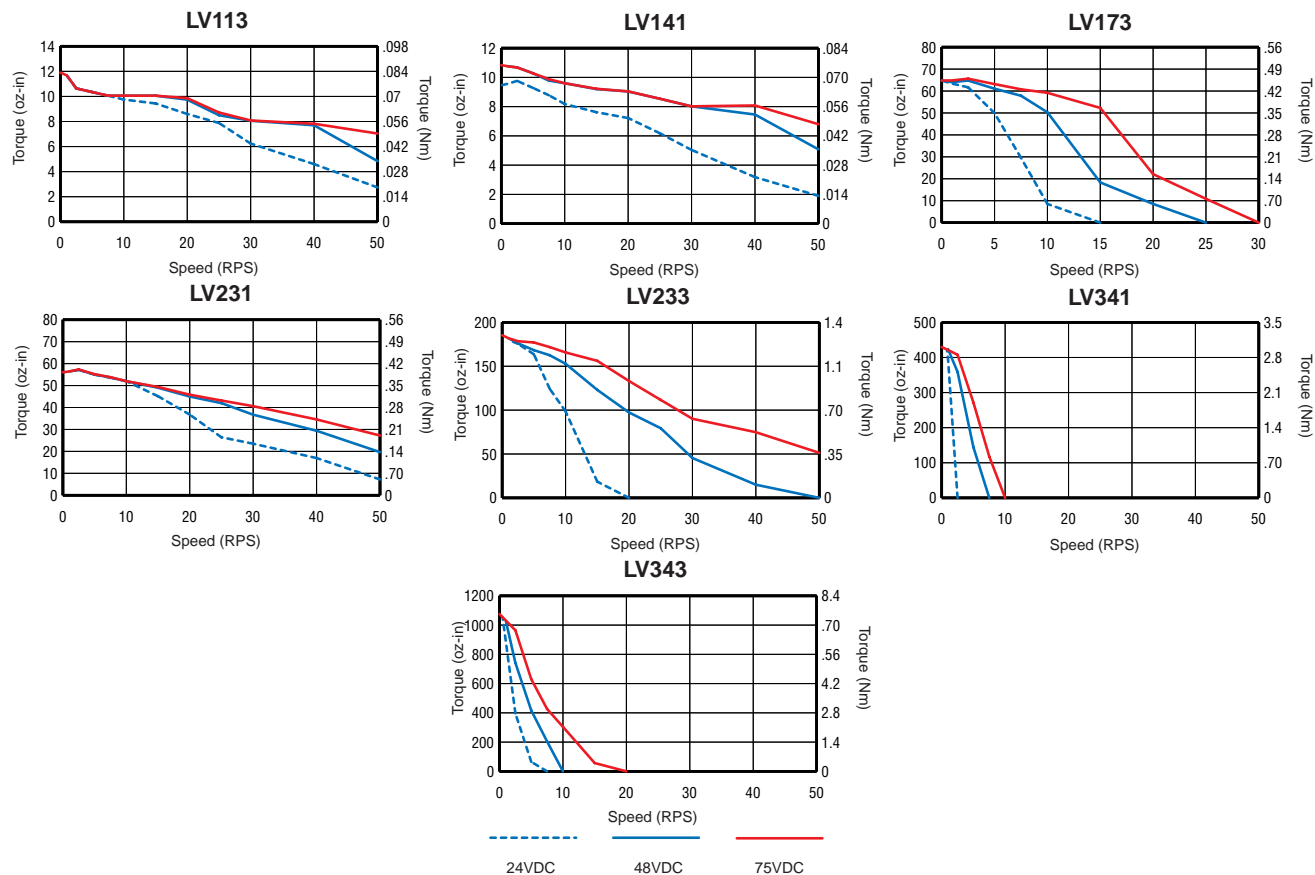 LV113
14
12
10
8
6
4
2
0
Torque (oz-in)
.098
.084
.07
.056
.042
.028
.014
0
Torque (Nm)
0 10 20 30 40 50
Speed (RPS)
LV141
12
10
8
6
4
2
0
Torque (oz-in)
.084
.070
.056
.042
.028
.014
0
Torque (Nm)
0 10 20 30 40 50
Speed (RPS)
LV173
80
70
60
50
40
30
20
10
0
Torque (oz-in)
.56
.49
.42
.35
.28
.21
.14
.70
0
Torque (Nm)
0 5 10 15 20 25 30
Speed (RPS)
LV231
80
70
60
50
40
30
20
10
0
Torque (oz-in)
.56
.49
.42
.35
.28
.21
.14
.70
0
Torque (Nm)
0 10 20 30 40 50
Speed (RPS)
LV233
200
150
100
50
0
Torque (oz-in)
1.4
1.1
.70
.35
0
Torque (Nm)
0 10 20 30 40 50
Speed (RPS)
LV341
500
400
300
200
100
0
Torque (oz-in)
3.5
2.8
2.1
1.4
.70
0
Torque (Nm)
0 10 20 30 40 50
Speed (RPS)
LV343
1200
1000
800
600
400
200
0
Torque (oz-in)
8.4
.70
.56
4.2
2.8
1.4
0
Torque (Nm)
0 10 20 30 40 50
Speed (RPS)
24VDC 48VDC 75VDC